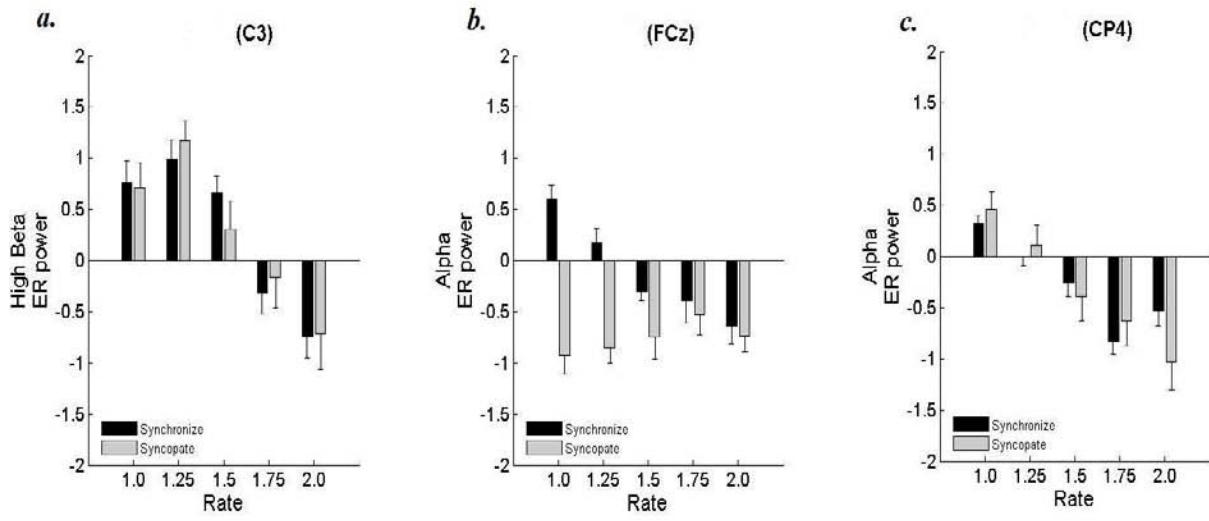 a.
(C3)
2
1.5
1
0.5
0
-0.5
-1
-1.5
-2
High Beta
ER power
Synchronize
Syncopate
1.0 1.25 1.5 1.75 2.0
Rate
b.
(FCz)
2
1.5
1
0.5
0
-0.5
-1
-1.5
-2
Alpha
ER power
Synchronize
Syncopate
1.0 1.25 1.5 1.75 2.0
Rate
c.
(CP4)
2
1.5
1
0.5
0
-0.5
-1
-1.5
-2
Alpha
ER power
Synchronize
Syncopate
1.0 1.25 1.5 1.75 2.0
Rate